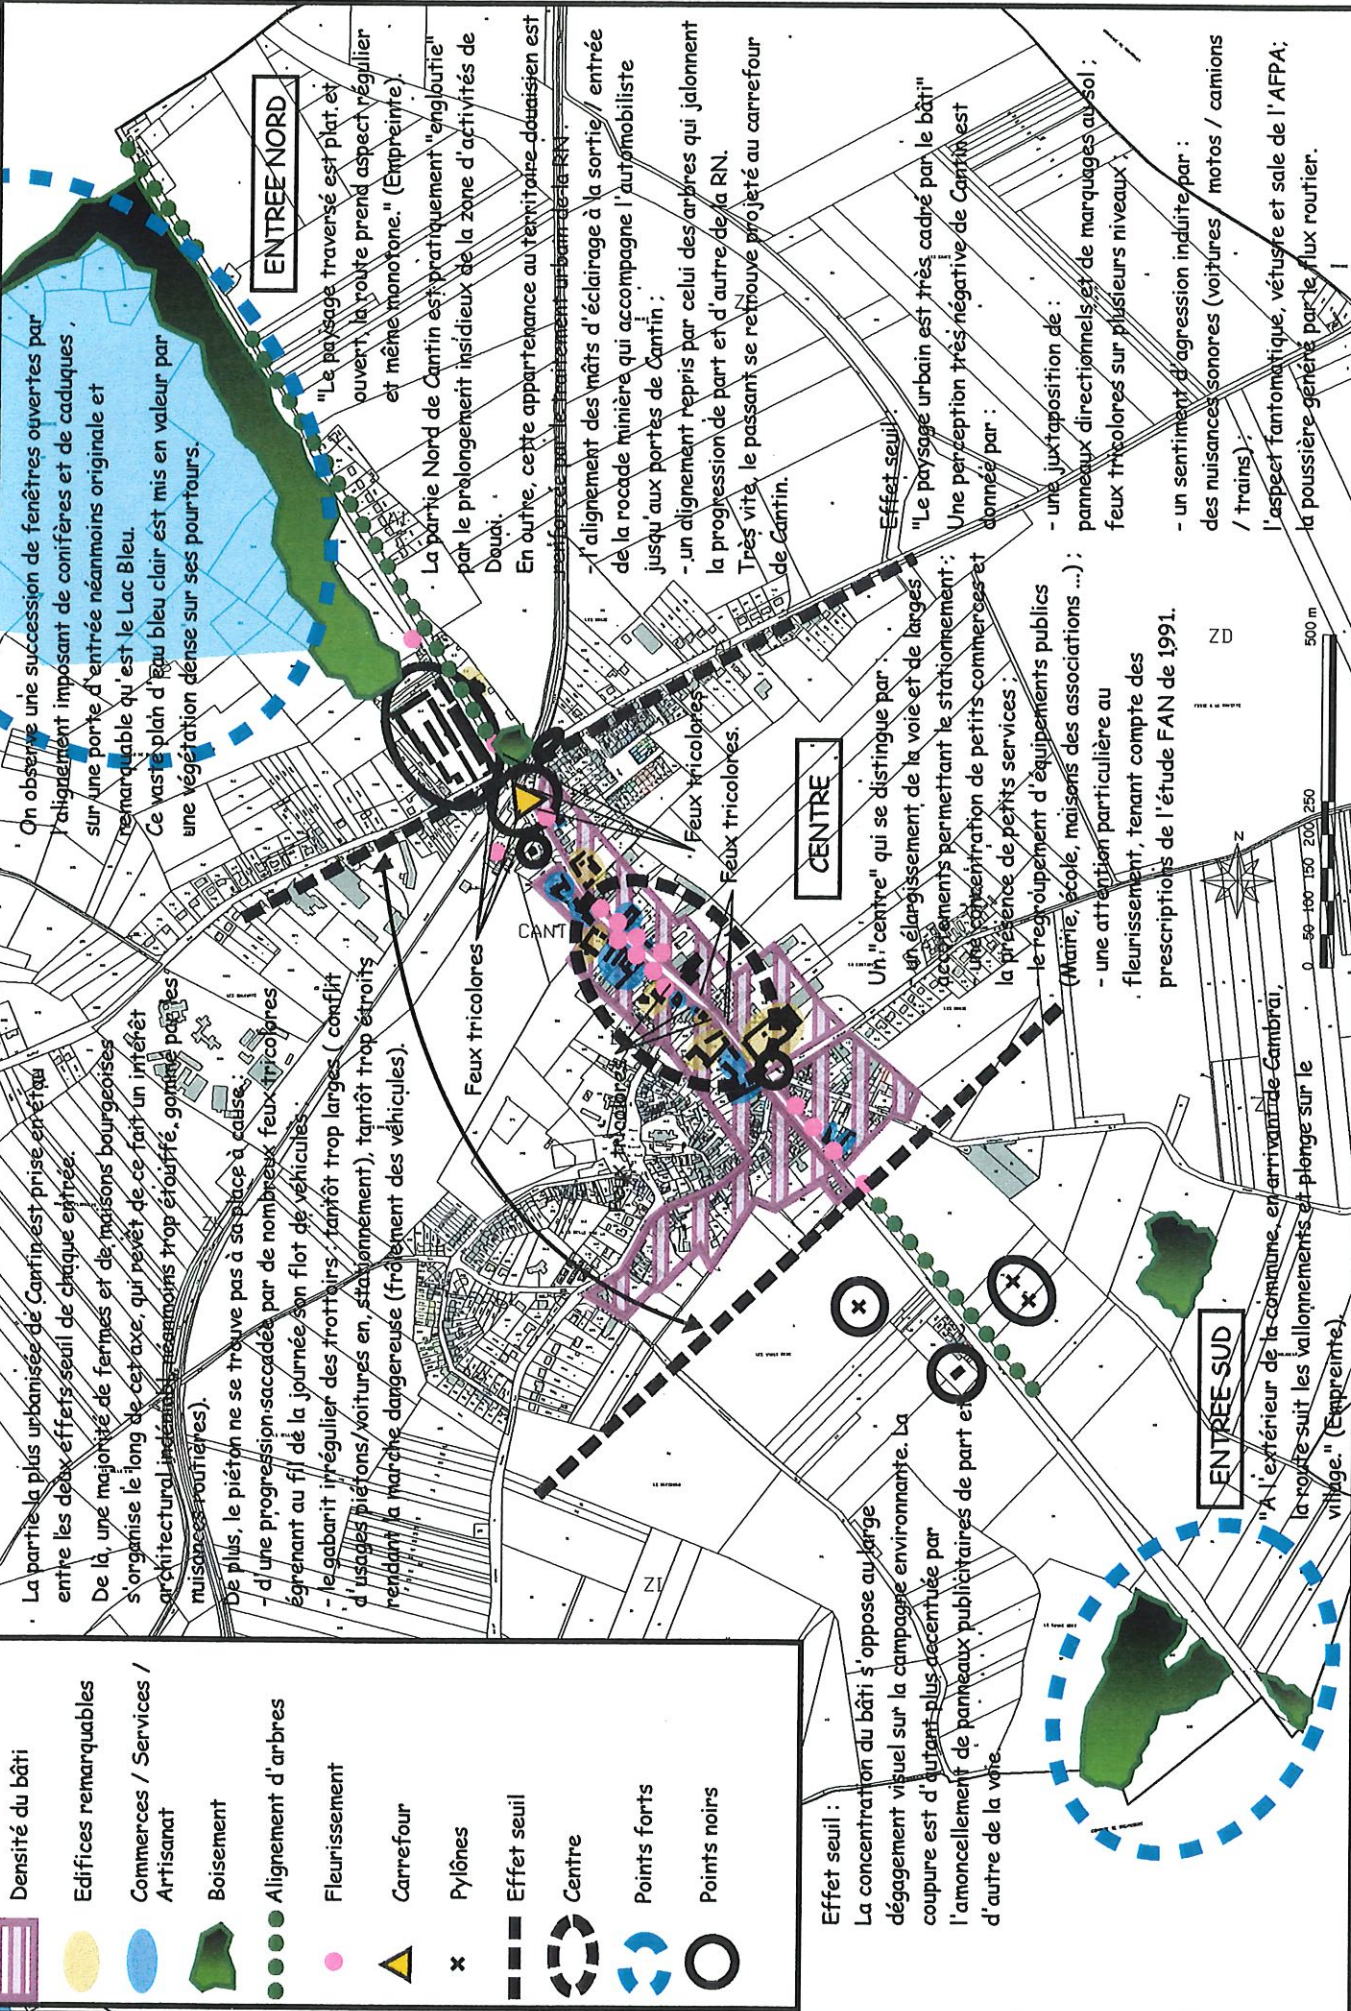 Densité du bâti
Edifices remarquables
Commerces / Services /
Artisanat
Boisement
Alignement d'arbres
Fleurissement
Carrefour
Pylônes
Effet seuil
Centre
Points forts
Points noirs
La partie la plus urbanisée de Cantin est prise en étau
entre les deux effets seuil de chaque entrée.
De là, une majorité de fermes et de maisons bourgeoises
s'organise le long de cet axe, qui revêt de ce fait un intérêt
architectural indéniable, néanmoins trop étouffé, gommé par les
nuisances routières).
De plus, le piéton ne se trouve pas à sa place à cause :
- d'une progression saccadée par de nombreux feux tricolores
égrenant au fil de la journée son flot de véhicules ;
- le gabarit irrégulier des trottoirs : tantôt trop larges ( conflit
d'usages piétons/voitures en stationnement), tantôt trop étroits
rendant la marche dangereuse (frôlement des véhicules).
On observe une succession de fenêtres ouvertes par
l'alignement imposant de conifères et de caduques ,
sur une porte d'entrée néanmoins originale et
remarquable qu'est le Lac Bleu.
Ce vaste plan d'eau bleu clair est mis en valeur par
une végétation dense sur ses pourtours.
ENTREE NORD
"Le paysage traversé est plat et
ouvert, la route prend aspect régulier
et même monotone." (Empreinte).
La partie Nord de Cantin est pratiquement "engloutie"
par le prolongement insidieux de la zone d'activités de
Douai.
En outre, cette appartenance au territoire douaisien est
renforcée par le traitement urbain de la RN :
- l'alignement des mâts d'éclairage à la sortie / entrée
de la rocade minière qui accompagne l'automobiliste
jusqu'aux portes de Cantin ;
- un alignement repris par celui des arbres qui jalonnent
la progression de part et d'autre de la RN.
Très vite, le passant se retrouve projeté au carrefour
de Cantin.
Effet seuil :
"Le paysage urbain est très cadré par le bâti"
Une perception très négative de Cantin est
donnée par :
- une juxtaposition de :
panneaux directionnels et de marquages au sol ;
feux tricolores sur plusieurs niveaux ;
- un sentiment d'agression induite par :
des nuisances sonores (voitures motos / camions
/ trains) ;
l'aspect fantomatique, vétuste et sale de l'AFPA;
la poussière généré par le flux routier.
Feux tricolores
CANT
Feux tricolores
Feux tricolores.
Feux tricolores
CENTRE
Un "centre" qui se distingue par :
un élargissement de la voie et de larges
accotements permettant le stationnement ;
une concentration de petits commerces et
la présence de petits services ;
le regroupement d'équipements publics
(Mairie, école, maisons des associations ...) ;
- une attention particulière au
fleurissement, tenant compte des
prescriptions de l'étude FAN de 1991.
Effet seuil :
La concentration du bâti s'oppose au large
dégagement visuel sur la campagne environnante. La
coupure est d'autant plus accentuée par
l'amoncellement de panneaux publicitaires de part et
d'autre de la voie.
ENTREE SUD
"A l'extérieur de la commune, en arrivant de Cambrai,
la route suit les vallonnements et plonge sur le
village." (Empreinte).
ZI
ZD
N
0 50 100 150 200 250 500 m